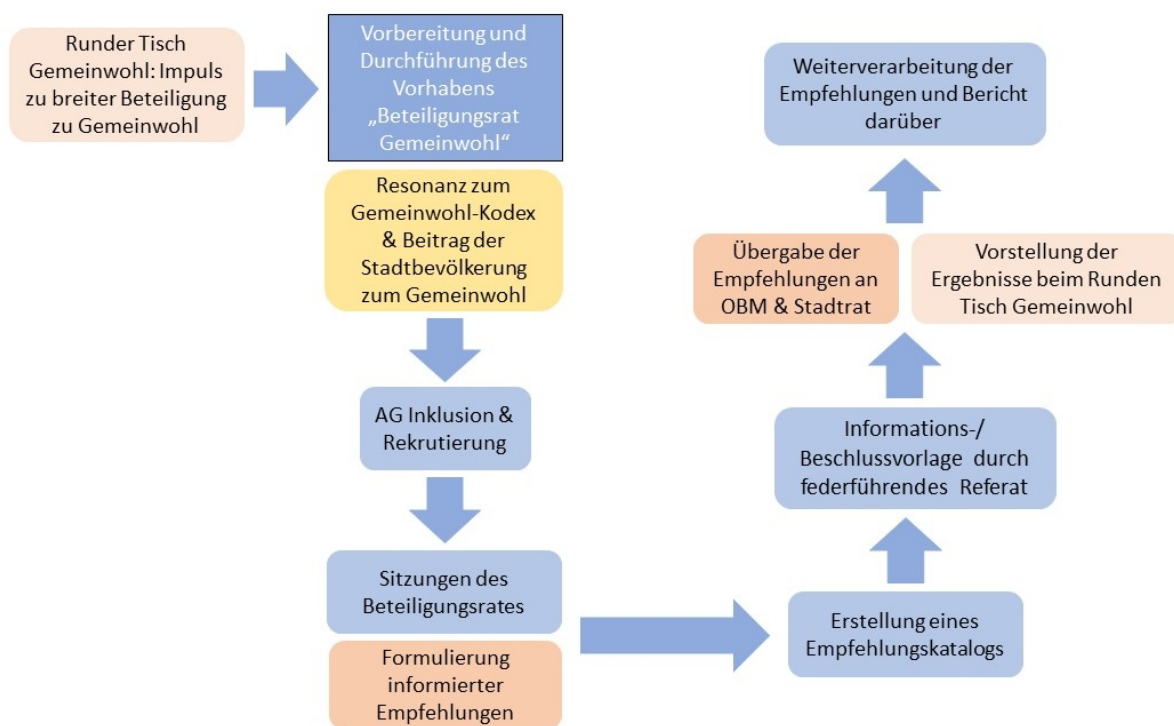 Runder Tisch
Gemeinwohl: Impuls
zu breiter Beteiligung
zu Gemeinwohl
Vorbereitung und
Durchführung des
Vorhabens
„Beteiligungsrat
Gemeinwohl“
Resonanz zum
Gemeinwohl-Kodex
& Beitrag der
Stadtbevölkerung
zum Gemeinwohl
AG Inklusion &
Rekrutierung
Sitzungen des
Beteiligungsrates
Formulierung
informierter
Empfehlungen
Erstellung eines
Empfehlungskatalogs
Informations-/
Beschlussvorlage durch
federführendes Referat
Übergabe der
Empfehlungen an
OBM & Stadtrat
Vorstellung der
Ergebnisse beim Runden
Tisch Gemeinwohl
Weiterverarbeitung der
Empfehlungen und Bericht
darüber